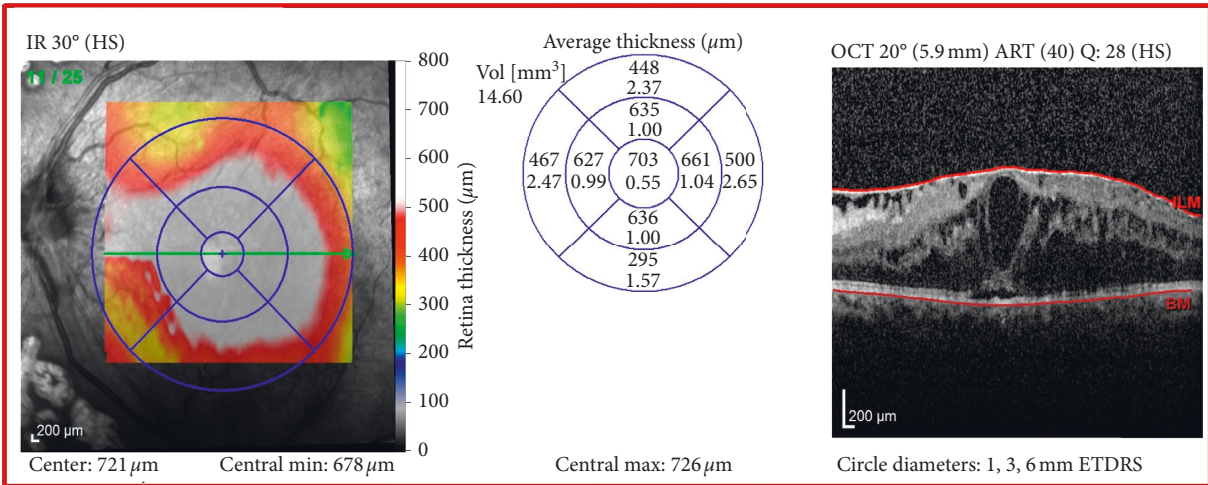 IR 30° (HS)
11 / 25
200 µm
800
700
600
500
400
300
200
100
0
Retina thickness (µm)
Center: 721 µm
Central min: 678 µm
Average thickness (µm)
Vol [mm³]
14.60
448
2.37
635
1.00
467 627 703 661 500
2.47 0.99 0.55 1.04 2.65
636
1.00
295
1.57
Central max: 726 µm
OCT 20° (5.9 mm) ART (40) Q: 28 (HS)
ILM
BM
200 µm
Circle diameters: 1, 3, 6 mm ETDRS